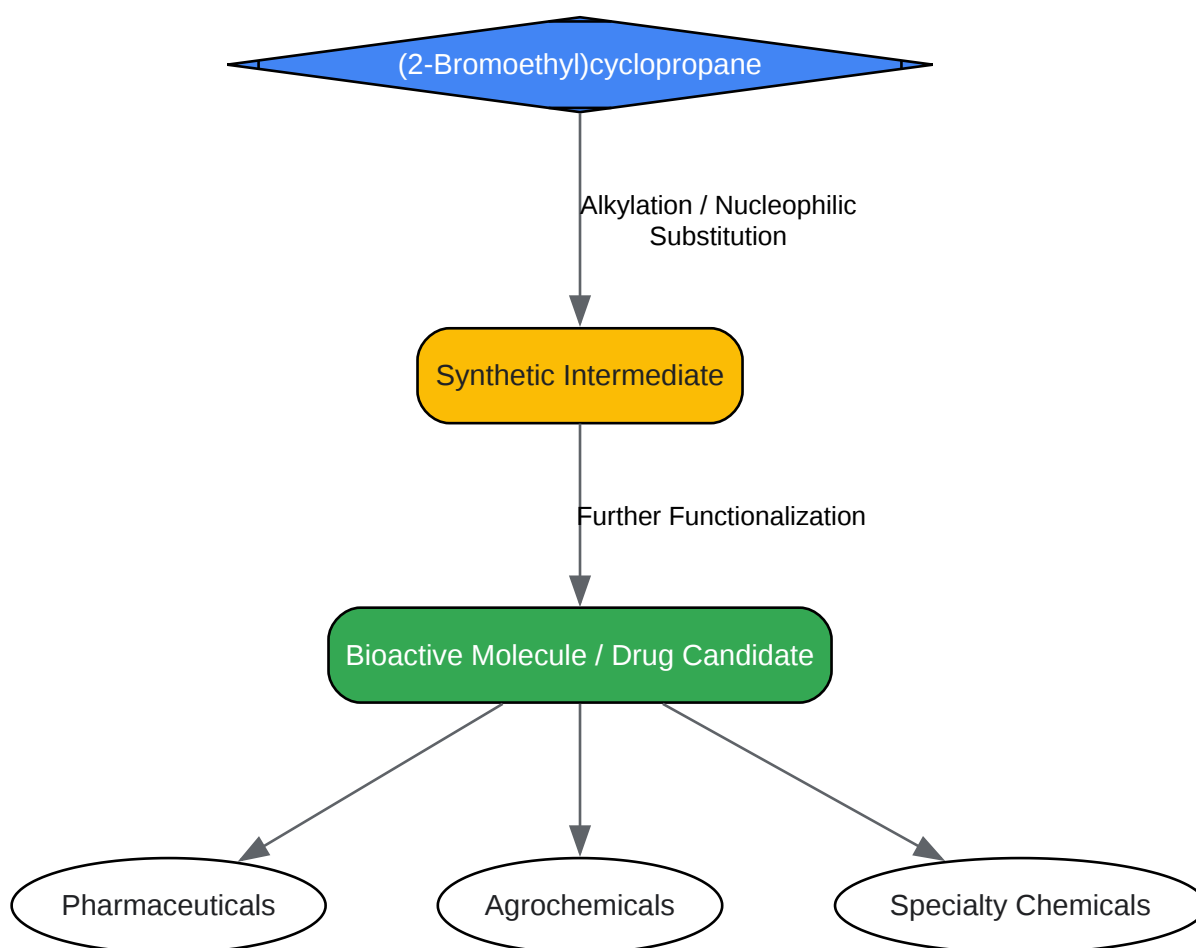 (2-Bromoethyl)cyclopropane
Alkylation / Nucleophilic
Substitution
Synthetic Intermediate
Further Functionalization
Bioactive Molecule / Drug Candidate
Pharmaceuticals
Agrochemicals
Specialty Chemicals